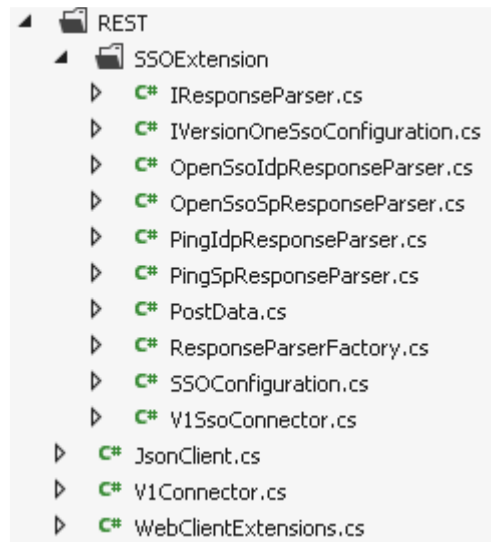 REST
SSOExtension
C# IResponseParser.cs
C# IVersionOneSsoConfiguration.cs
C# OpenSsoIdpResponseParser.cs
C# OpenSsoSpResponseParser.cs
C# PingIdpResponseParser.cs
C# PingSpResponseParser.cs
C# PostData.cs
C# ResponseParserFactory.cs
C# SSOConfiguration.cs
C# V1SsoConnector.cs
C# JsonClient.cs
C# V1Connector.cs
C# WebClientExtensions.cs